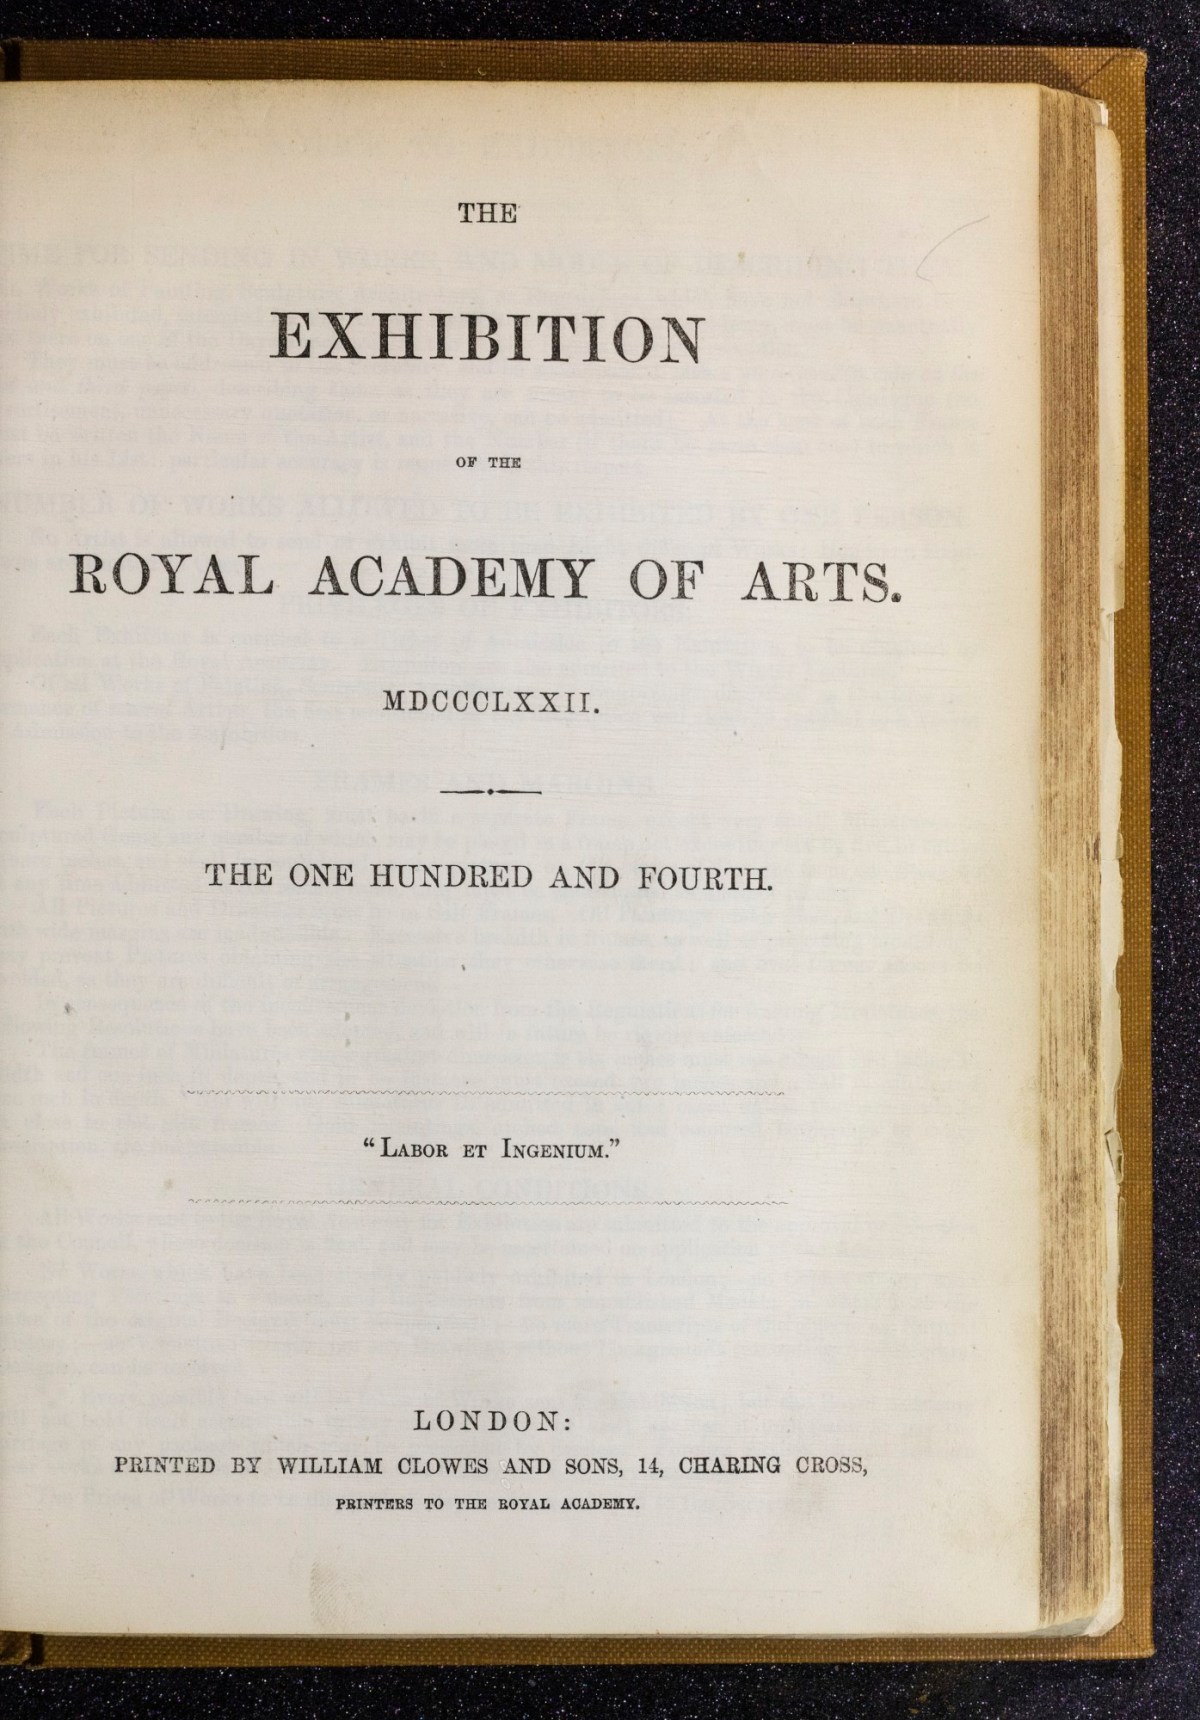 THE
EXHIBITION
OF THE
ROYAL ACADEMY OF ARTS.
MDCCCLXXII.
THE ONE HUNDRED AND FOURTH.
"LABOR ET INGENIUM."
LONDON:
PRINTED BY WILLIAM CLOWES AND SONS, 14, CHARING CROSS,
PRINTERS TO THE ROYAL ACADEMY.